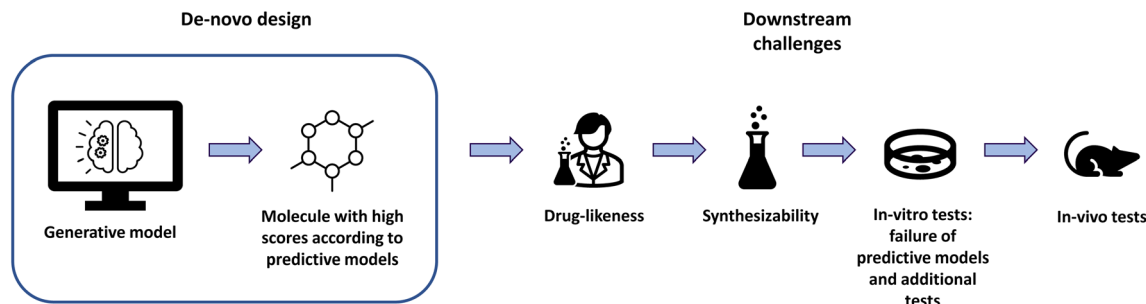 De-novo design
Downstream
challenges
Generative model
Molecule with high
scores according to
predictive models
Drug-likeness
Synthesizability
In-vitro tests:
failure of
predictive models
and additional
tests
In-vivo tests